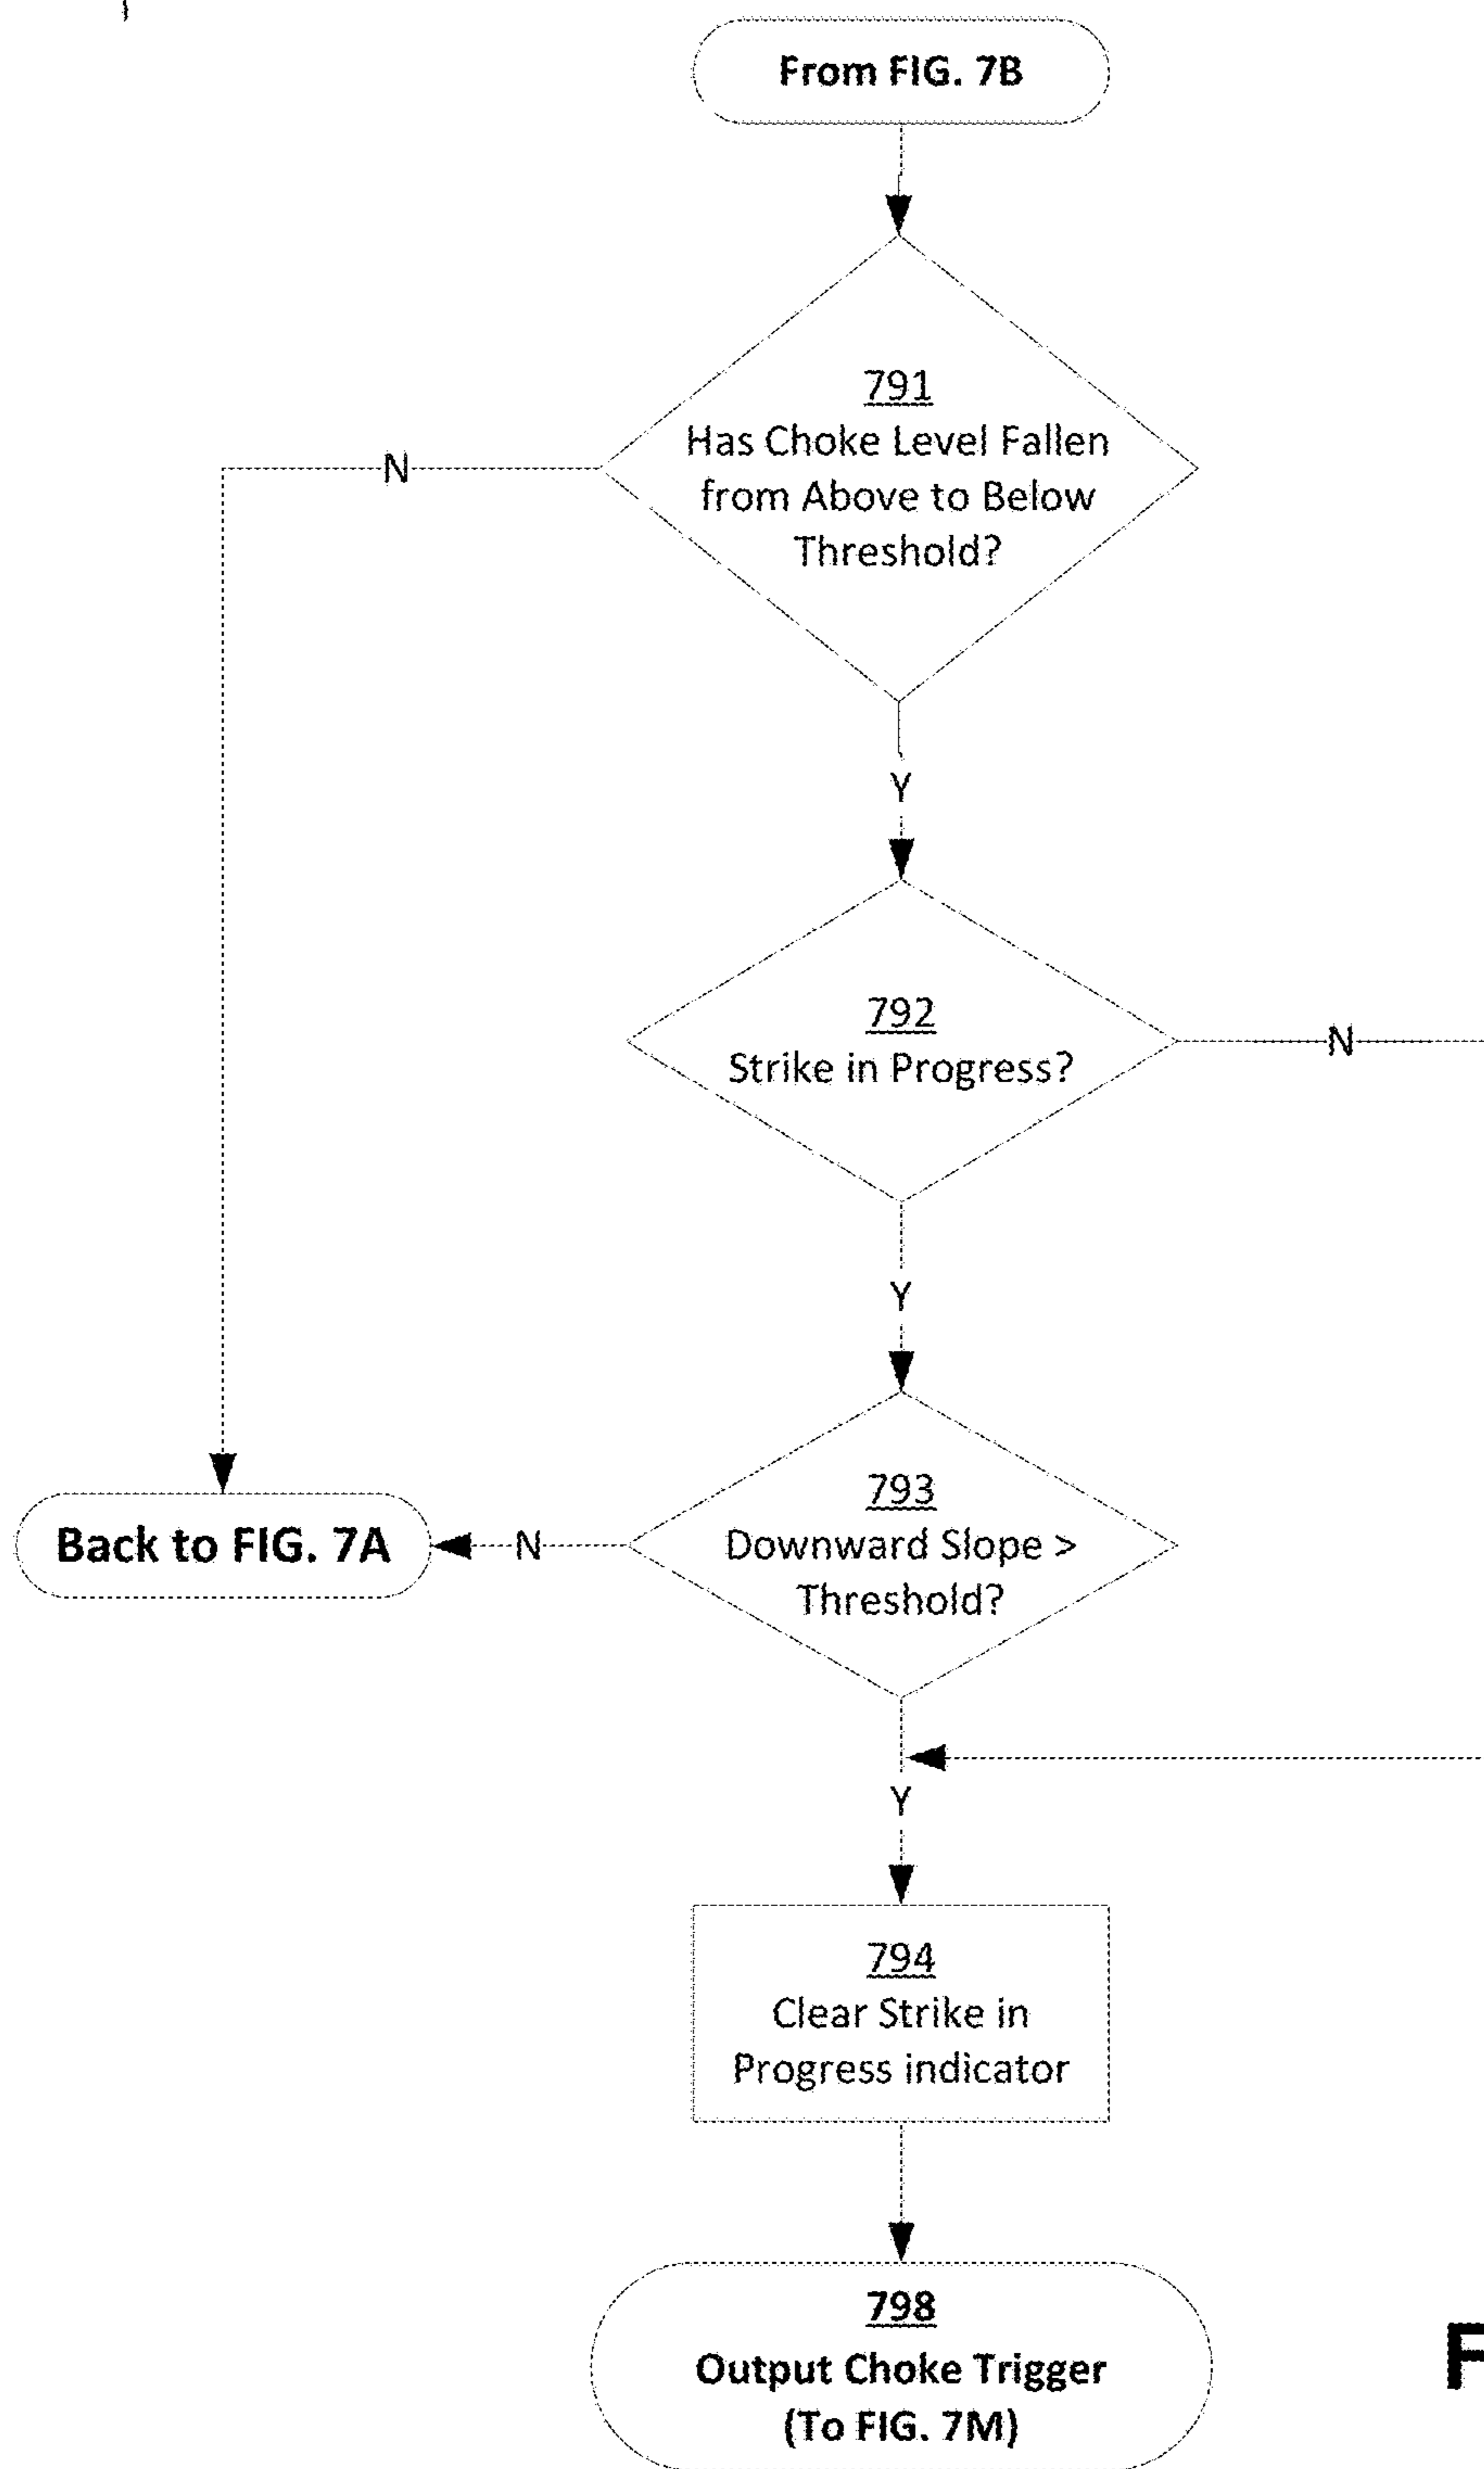 From FIG. 7B
791
Has Choke Level Fallen
from Above to Below
Threshold?
N
Y
792
Strike in Progress?
N
Y
793
Downward Slope >
Threshold?
N
Back to FIG. 7A
Y
794
Clear Strike in
Progress indicator
798
Output Choke Trigger
(To FIG. 7M)
F